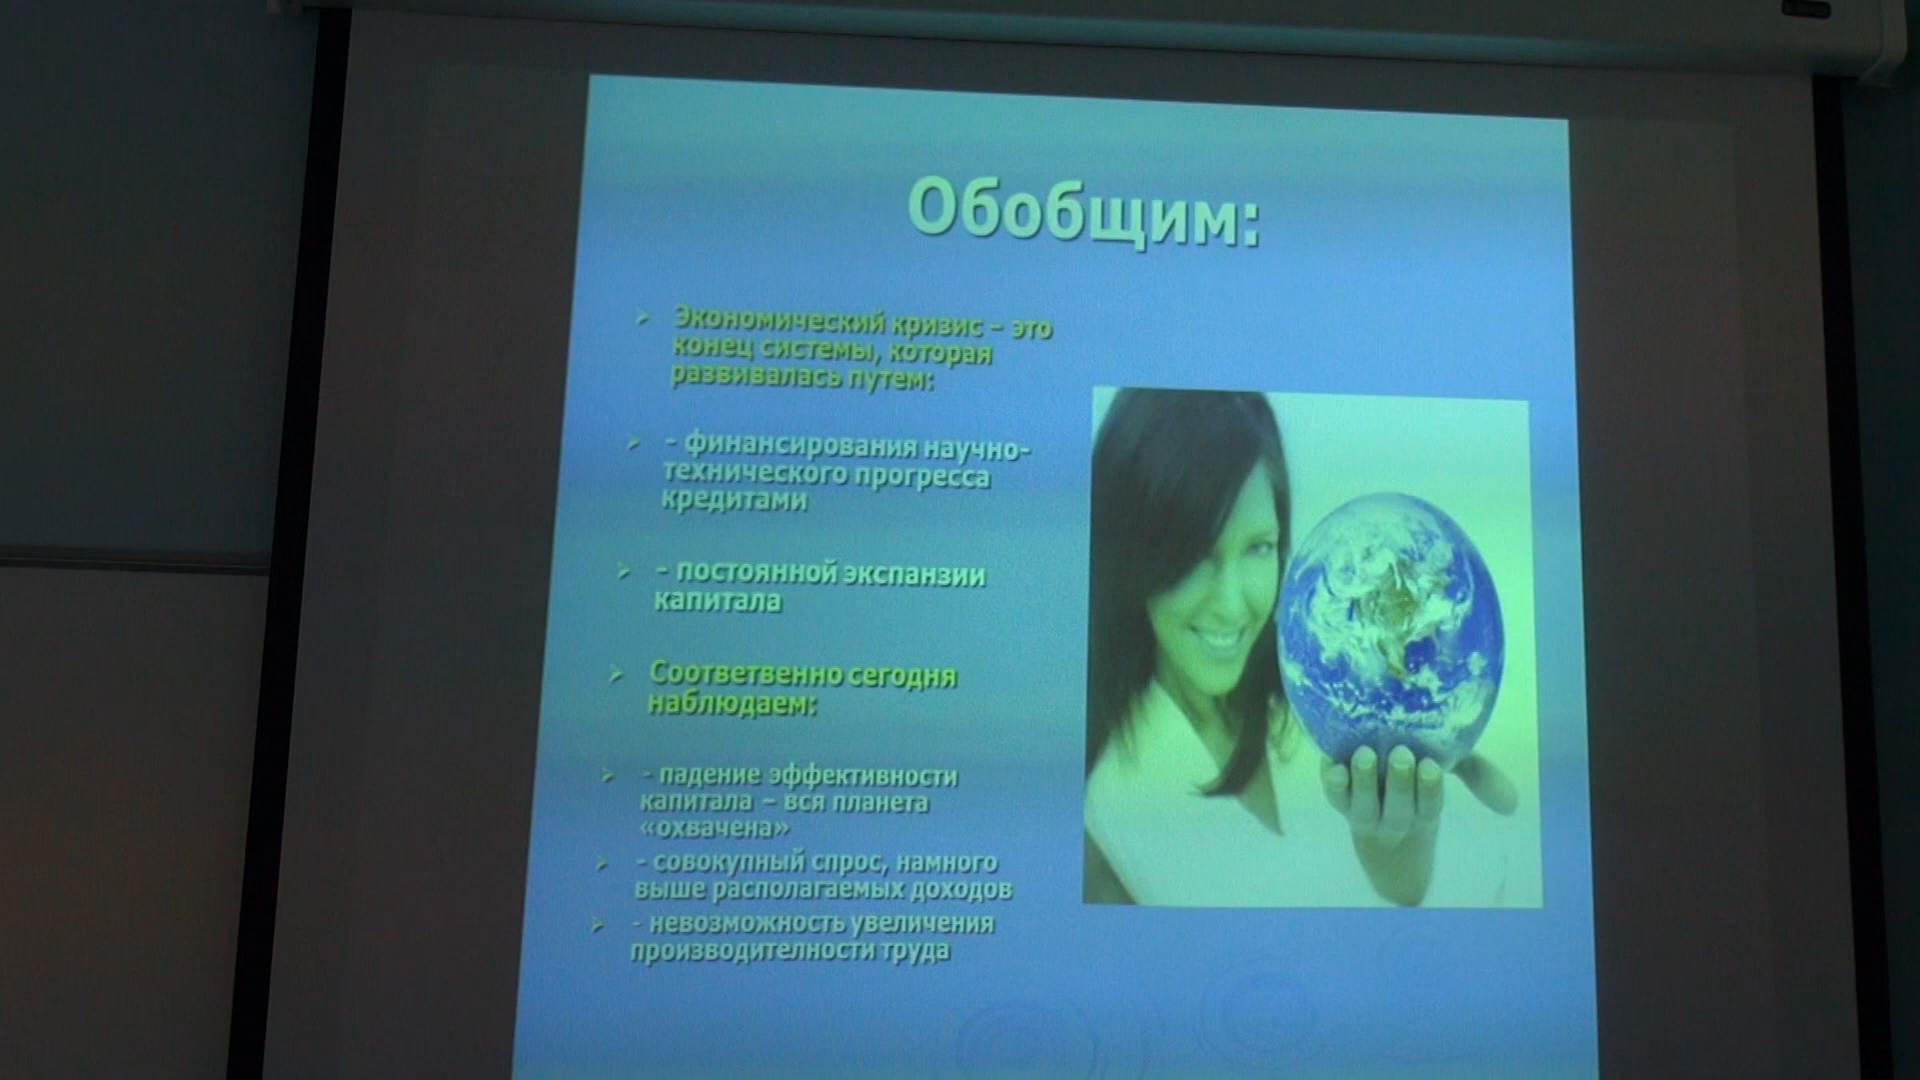 Обобщим:
Экономический кризис – это
конец системы, которая
развивалась путем:
- финансирования научно-
технического прогресса
кредитами
- постоянной экспанзии
капитала
Соответвенно сегодня
наблюдаем:
- падение эффективности
капитала – вся планета
«охвачена»
- совокупный спрос, намного
выше располагаемых доходов
- невозможность увеличения
производителности труда